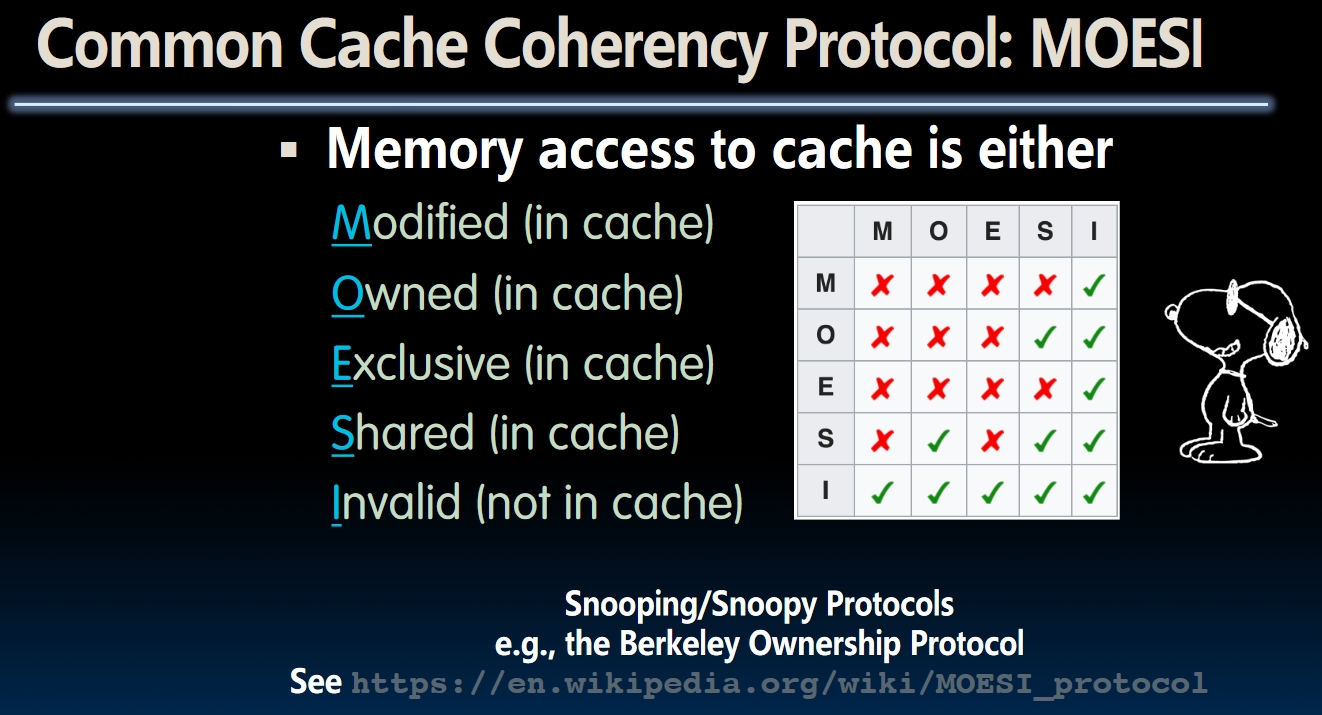 Common Cache Coherency Protocol: MOESI
▪ Memory access to cache is either
Modified (in cache)
Owned (in cache)
Exclusive (in cache)
Shared (in cache)
Invalid (not in cache)
M O E S I
M ✘ ✘ ✘ ✘ ✓
O ✘ ✘ ✘ ✓ ✓
E ✘ ✘ ✘ ✘ ✓
S ✘ ✓ ✘ ✓ ✓
I ✓ ✓ ✓ ✓ ✓
Snooping/Snoopy Protocols
e.g., the Berkeley Ownership Protocol
See https://en.wikipedia.org/wiki/MOESI_protocol